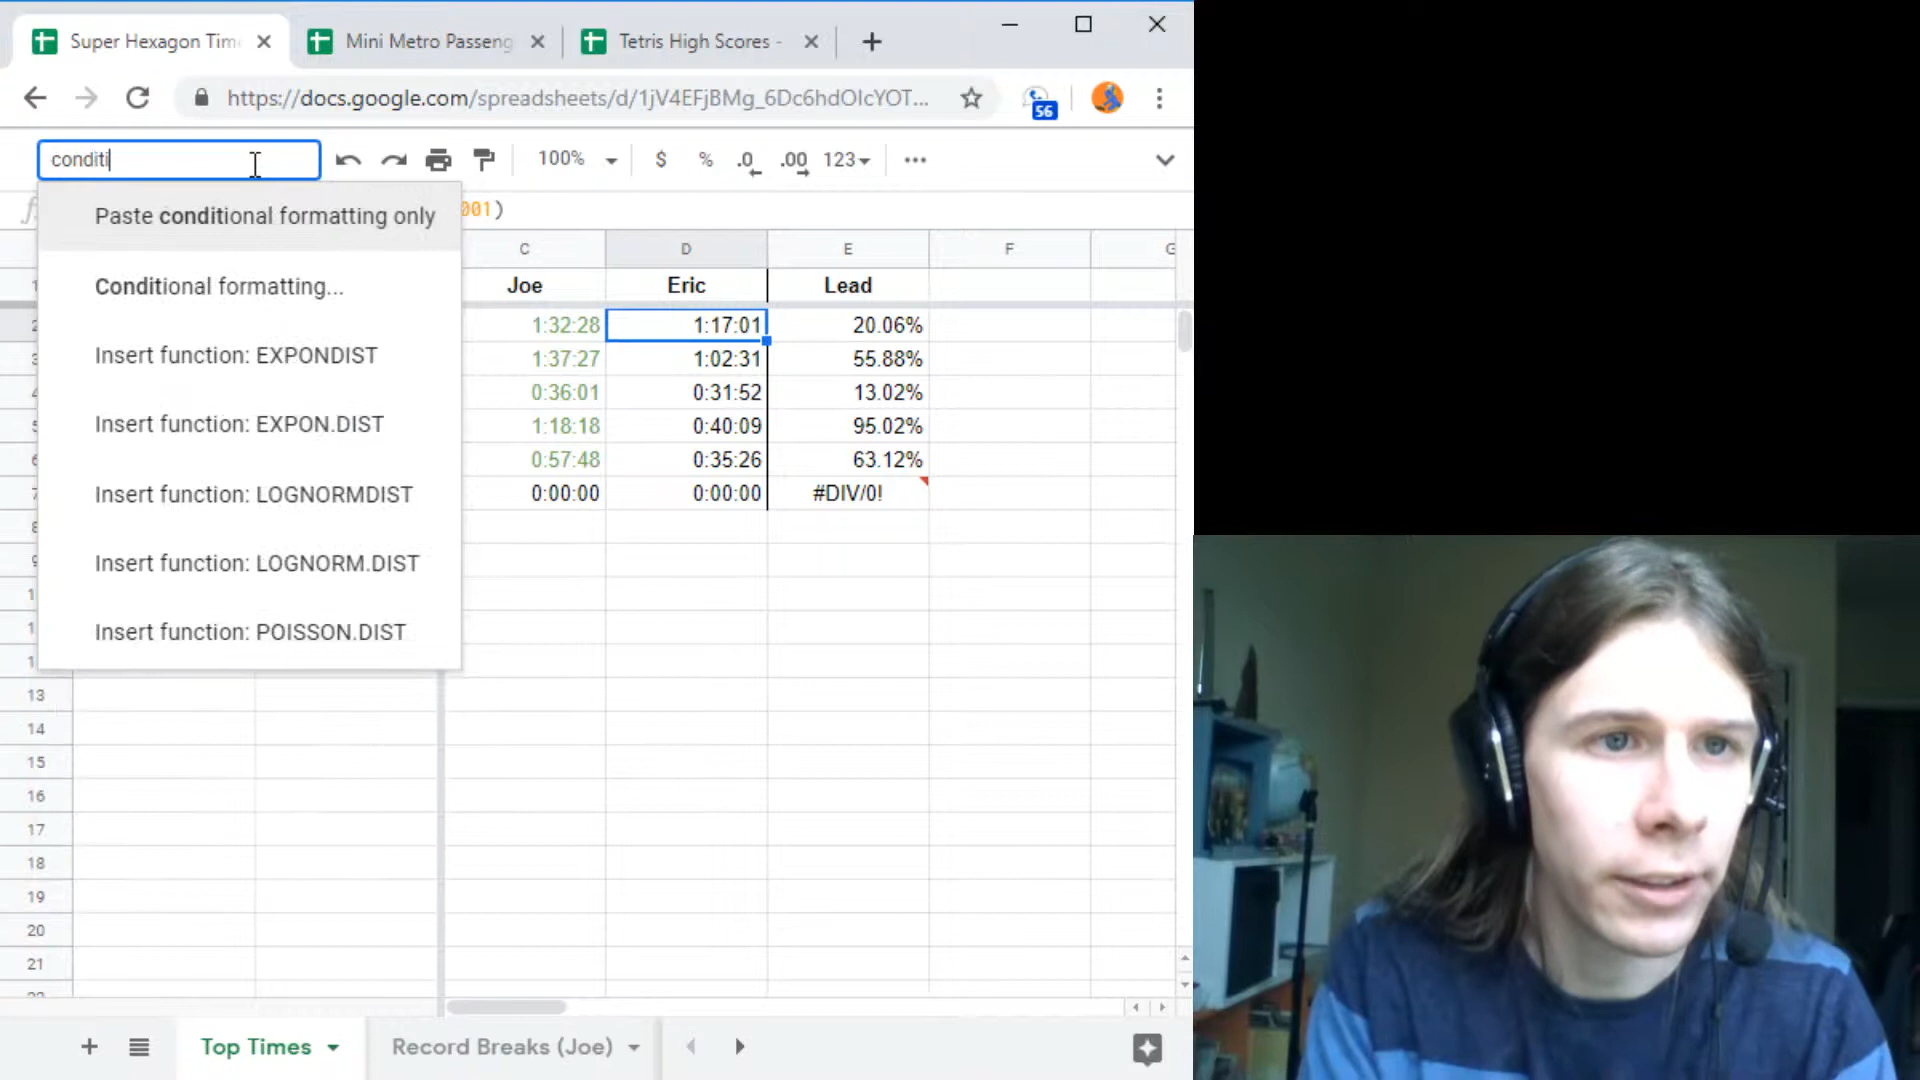 Super Hexagon Tim
Mini Metro Passeng
Tetris High Scores -
https://docs.google.com/spreadsheets/d/1jV4EFjBMg_6Dc6hdOIcYOT...
56
conditi
100%
$
%
.0
.00
123
001)
Paste conditional formatting only
Conditional formatting...
Insert function: EXPONDIST
Insert function: EXPON.DIST
Insert function: LOGNORMDIST
Insert function: LOGNORM.DIST
Insert function: POISSON.DIST
C D E F G
Joe Eric Lead
1:32:28 1:17:01 20.06%
1:37:27 1:02:31 55.88%
0:36:01 0:31:52 13.02%
1:18:18 0:40:09 95.02%
0:57:48 0:35:26 63.12%
0:00:00 0:00:00 #DIV/0!
13
14
15
16
17
18
19
20
21
Top Times
Record Breaks (Joe)